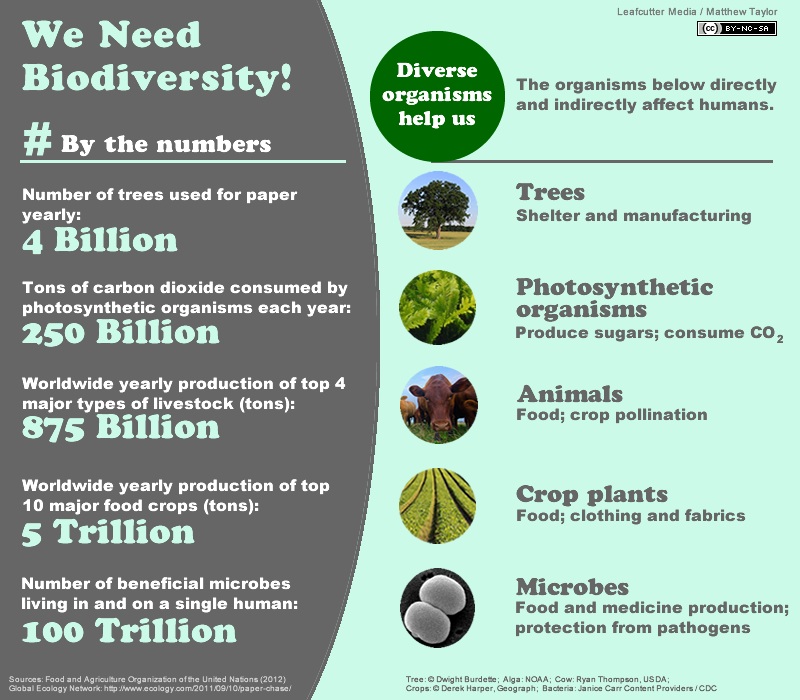 We Need
Biodiversity!
# By the numbers
Number of trees used for paper
yearly:
4 Billion
Tons of carbon dioxide consumed by
photosynthetic organisms each year:
250 Billion
Worldwide yearly production of top 4
major types of livestock (tons):
875 Billion
Worldwide yearly production of top
10 major food crops (tons):
5 Trillion
Number of beneficial microbes
living in and on a single human:
100 Trillion
Sources: Food and Agriculture Organization of the United Nations (2012)
Global Ecology Network: http://www.ecology.com/2011/09/10/paper-chase/
Leafcutter Media / Matthew Taylor
cc BY-NC-SA
Diverse
organisms
help us
The organisms below directly
and indirectly affect humans.
Trees
Shelter and manufacturing
Photosynthetic
organisms
Produce sugars; consume CO₂
Animals
Food; crop pollination
Crop plants
Food; clothing and fabrics
Microbes
Food and medicine production;
protection from pathogens
Tree: © Dwight Burdette; Alga: NOAA; Cow: Ryan Thompson, USDA;
Crops: © Derek Harper, Geograph; Bacteria: Janice Carr Content Providers / CDC